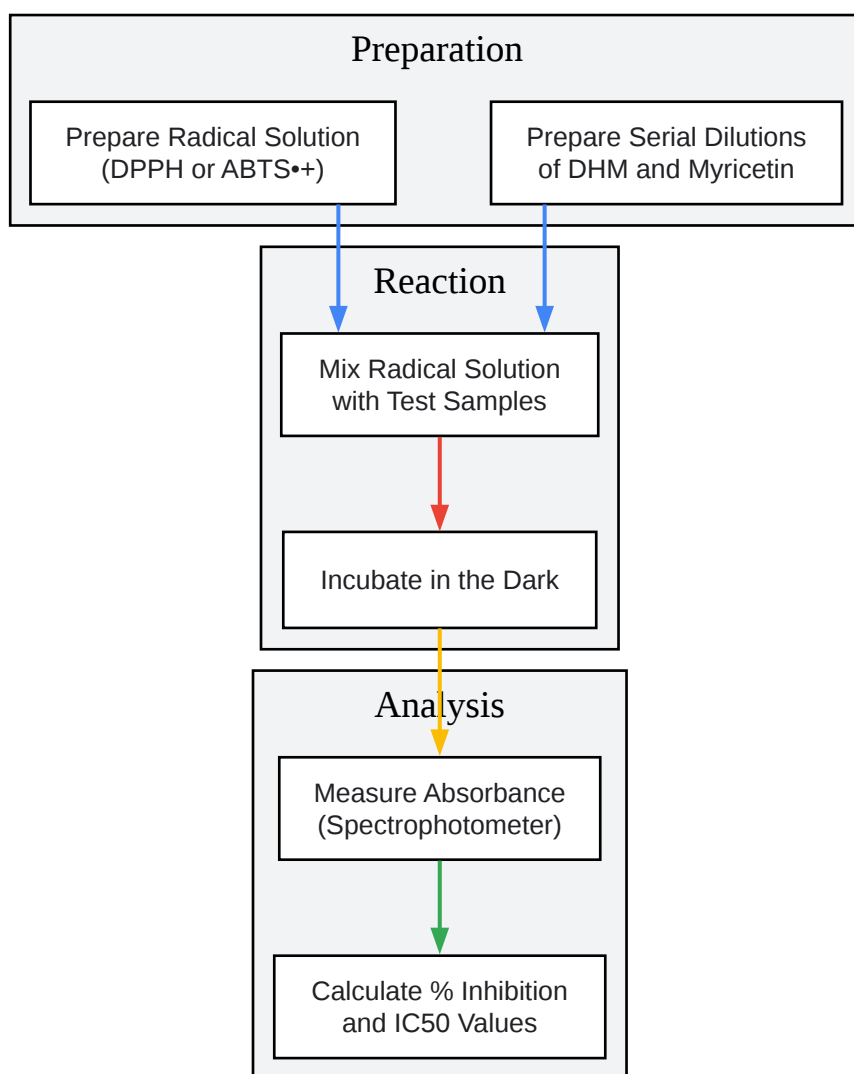 Preparation
Prepare Radical Solution
(DPPH or ABTS•+)
Prepare Serial Dilutions
of DHM and Myricetin
Reaction
Mix Radical Solution
with Test Samples
Incubate in the Dark
Analysis
Measure Absorbance
(Spectrophotometer)
Calculate % Inhibition
and IC50 Values